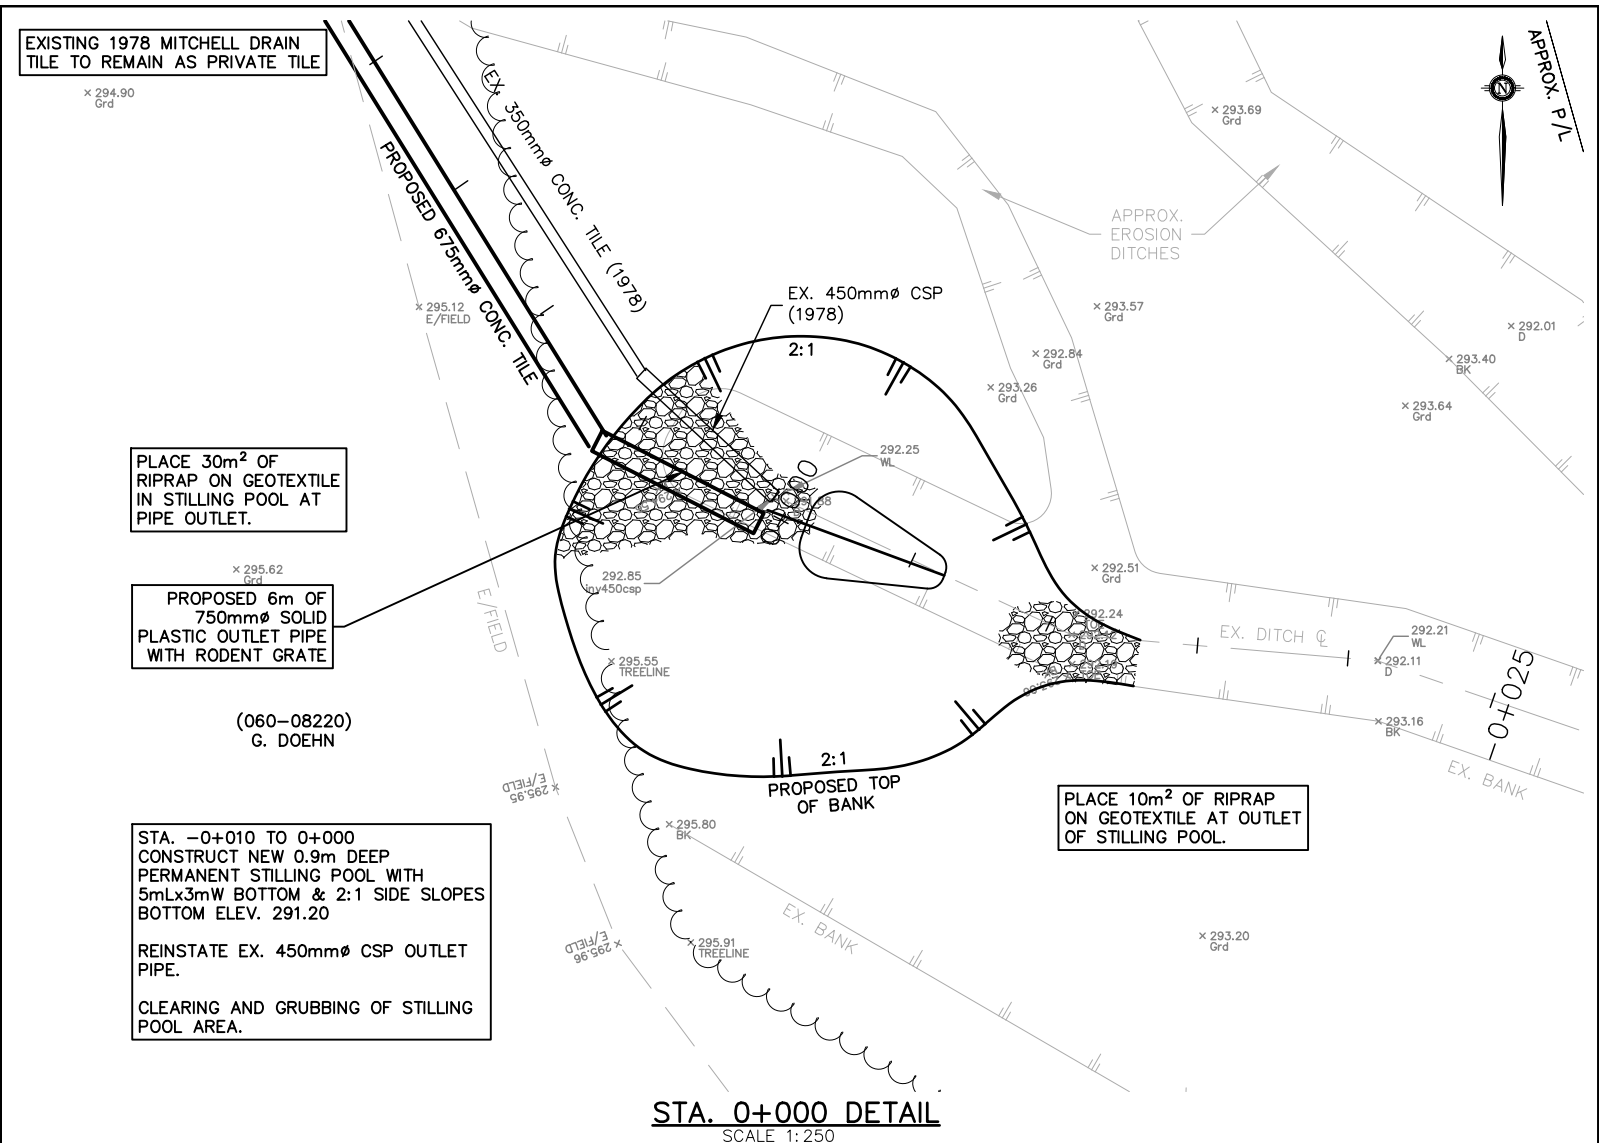 EXISTING 1978 MITCHELL DRAIN
TILE TO REMAIN AS PRIVATE TILE
× 294.90
Grd
EX. 350mmø CONC. TILE (1978)
PROPOSED 675mmø CONC. TILE
× 295.12
E/FIELD
EX. 450mmø CSP
(1978)
2:1
APPROX.
EROSION
DITCHES
× 293.69
Grd
N
APPROX. P/L
× 293.57
Grd
× 292.84
Grd
× 293.26
Grd
× 292.01
D
× 293.40
BK
× 293.64
Grd
PLACE 30m² OF
RIPRAP ON GEOTEXTILE
IN STILLING POOL AT
PIPE OUTLET.
292.25
WL
0+000
× 295.62
Grd
292.85
inv450csp
× 292.51
Grd
PROPOSED 6m OF
750mmø SOLID
PLASTIC OUTLET PIPE
WITH RODENT GRATE
E/FIELD
× 295.55
TREELINE
× 292.24
EX. DITCH ℄
292.21
WL
× 292.11
D
-0+025
(060-08220)
G. DOEHN
× 293.16
BK
EX. BANK
2:1
PROPOSED TOP
OF BANK
× 295.95
E/FIELD
PLACE 10m² OF RIPRAP
ON GEOTEXTILE AT OUTLET
OF STILLING POOL.
× 295.80
BK
STA. -0+010 TO 0+000
CONSTRUCT NEW 0.9m DEEP
PERMANENT STILLING POOL WITH
5mLx3mW BOTTOM & 2:1 SIDE SLOPES
BOTTOM ELEV. 291.20
REINSTATE EX. 450mmø CSP OUTLET
PIPE.
CLEARING AND GRUBBING OF STILLING
POOL AREA.
EX. BANK
× 295.96
E/FIELD
× 295.91
TREELINE
× 293.20
Grd
STA. 0+000 DETAIL
SCALE 1:250